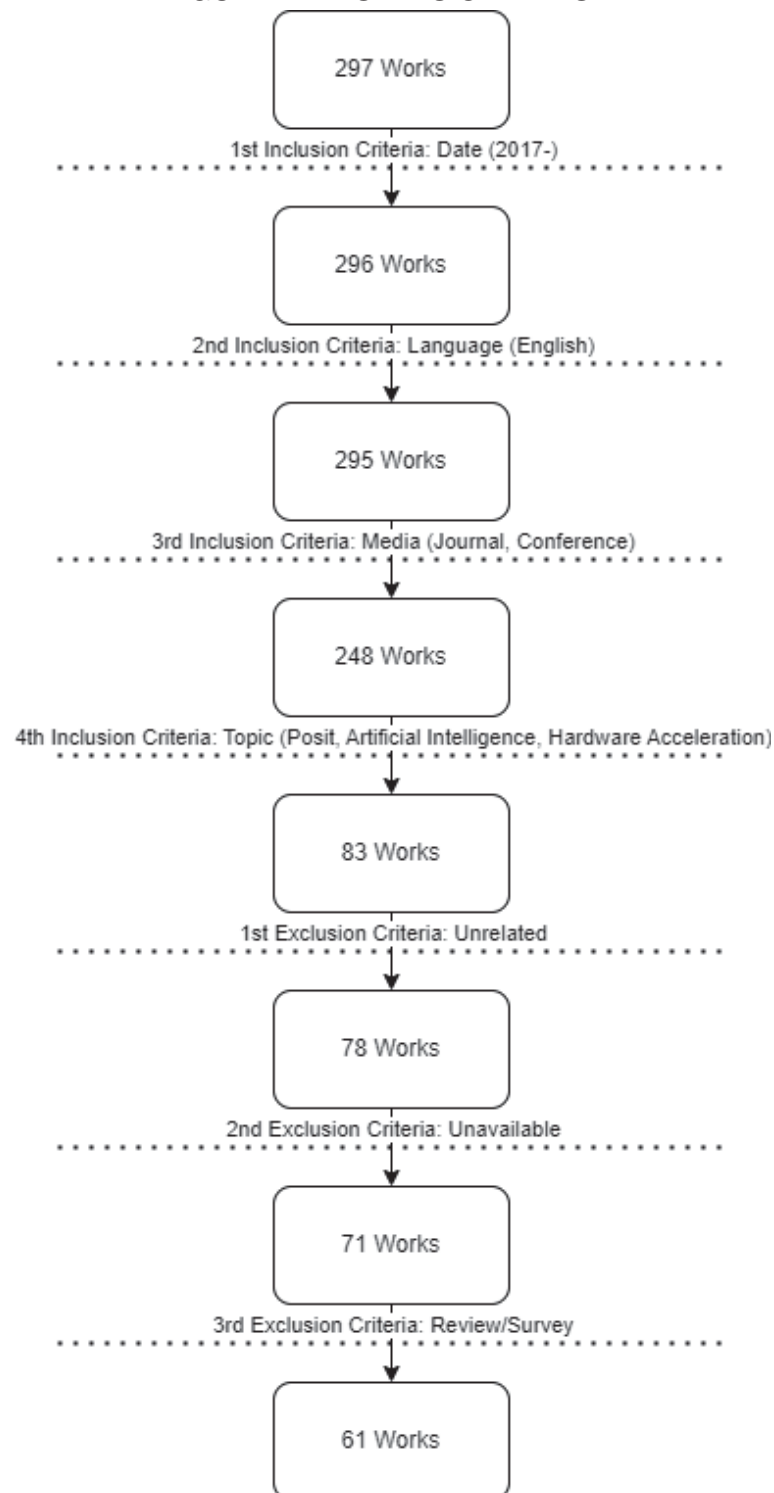 297 Works
1st Inclusion Criteria: Date (2017-)
296 Works
2nd Inclusion Criteria: Language (English)
295 Works
3rd Inclusion Criteria: Media (Journal, Conference)
248 Works
4th Inclusion Criteria: Topic (Posit, Artificial Intelligence, Hardware Acceleration)
83 Works
1st Exclusion Criteria: Unrelated
78 Works
2nd Exclusion Criteria: Unavailable
71 Works
3rd Exclusion Criteria: Review/Survey
61 Works